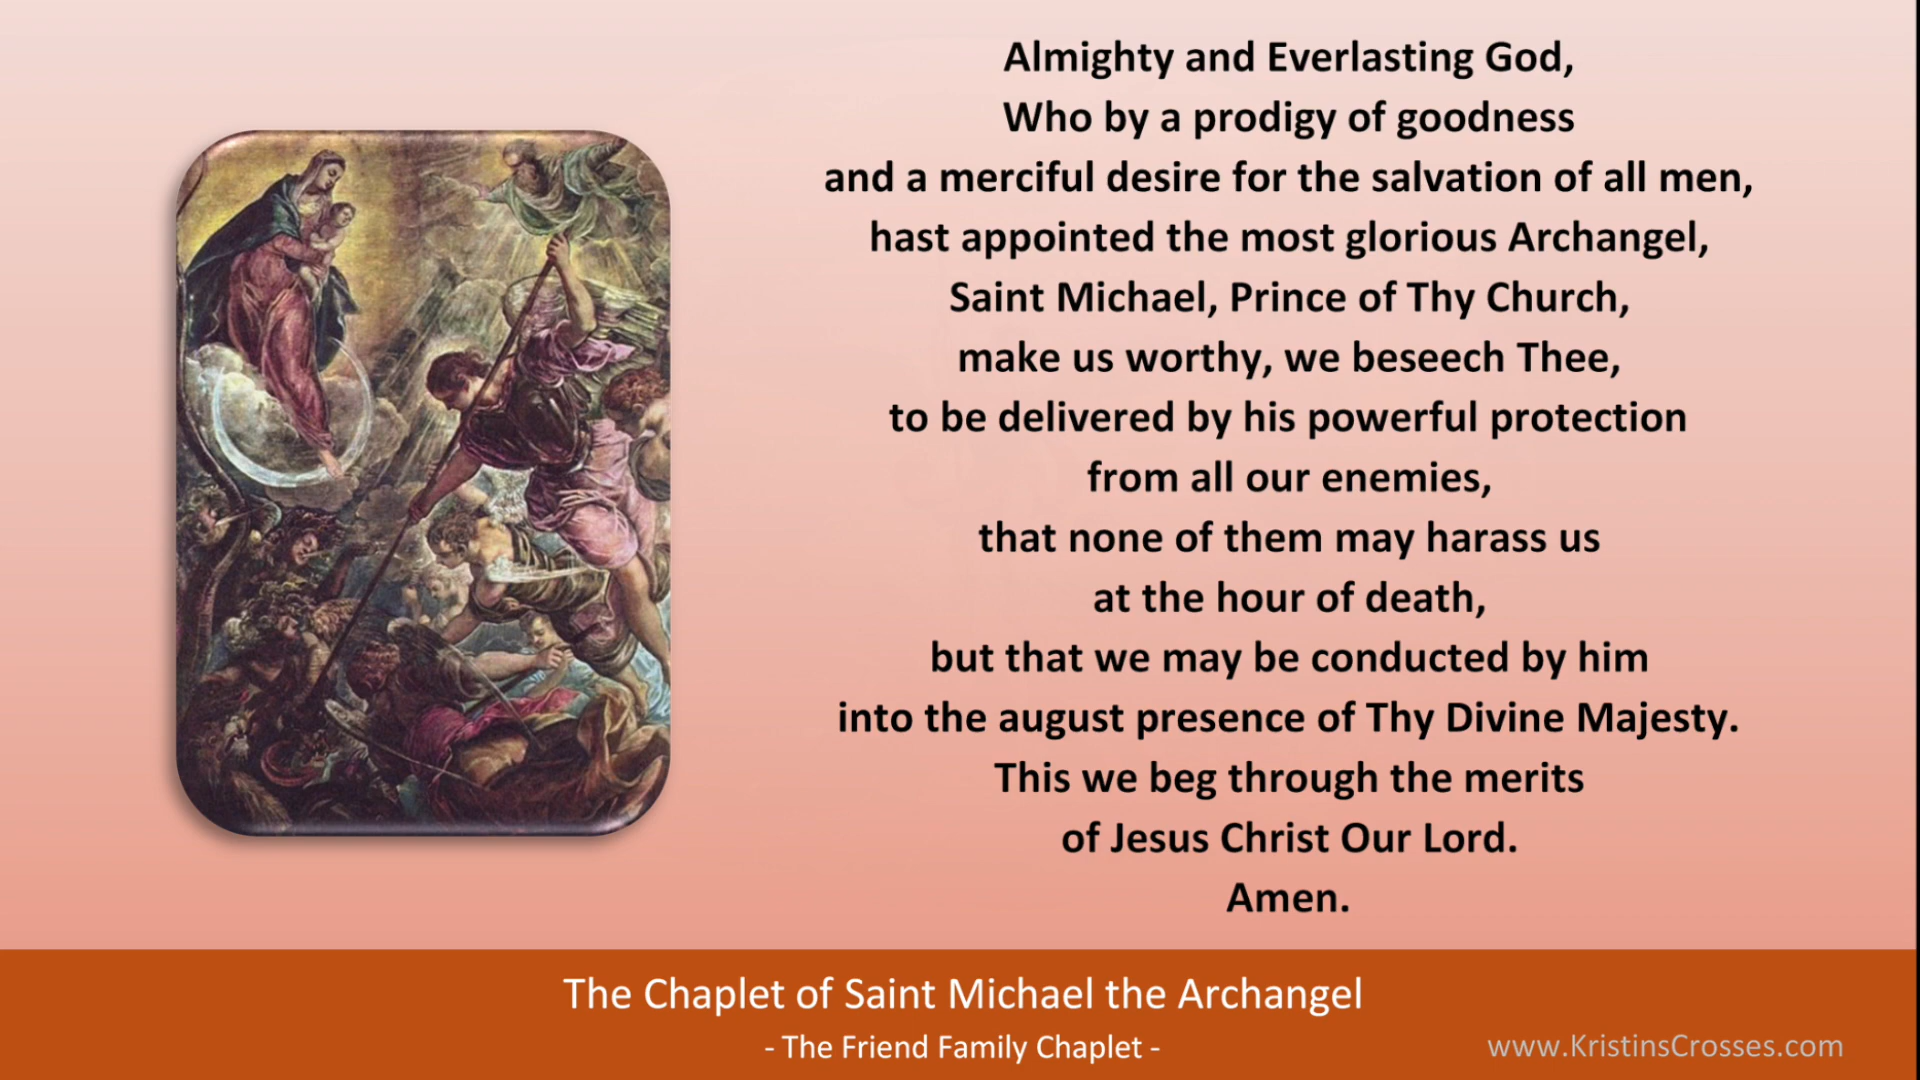 Almighty and Everlasting God,
Who by a prodigy of goodness
and a merciful desire for the salvation of all men,
hast appointed the most glorious Archangel,
Saint Michael, Prince of Thy Church,
make us worthy, we beseech Thee,
to be delivered by his powerful protection
from all our enemies,
that none of them may harass us
at the hour of death,
but that we may be conducted by him
into the august presence of Thy Divine Majesty.
This we beg through the merits
of Jesus Christ Our Lord.
Amen.
The Chaplet of Saint Michael the Archangel
- The Friend Family Chaplet -
www.KristinsCrosses.com